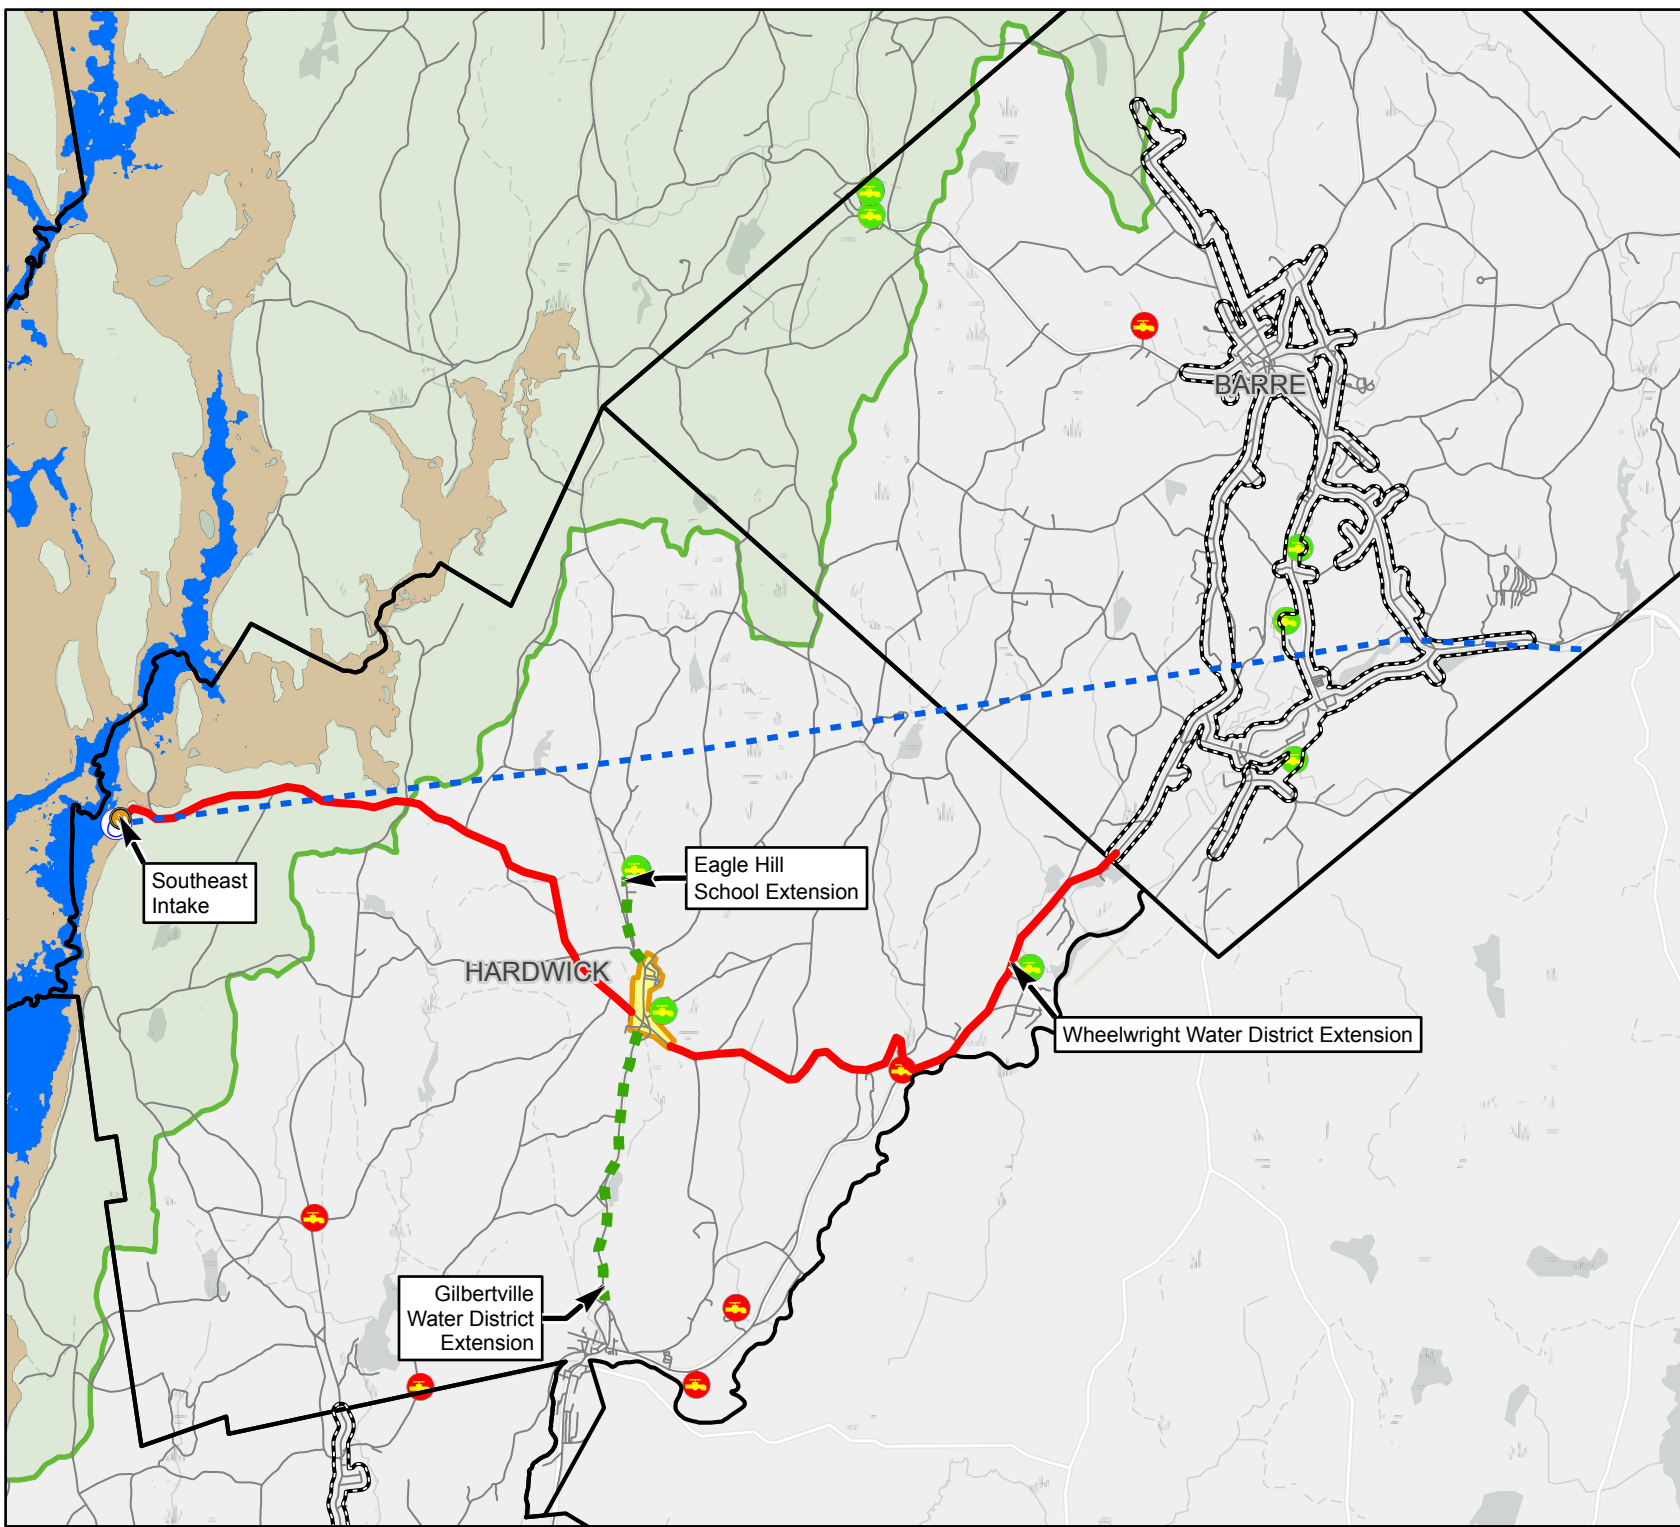 BARRE
Southeast
Intake
Eagle Hill
School Extension
HARDWICK
Wheelwright Water District Extension
Gilbertville
Water District
Extension